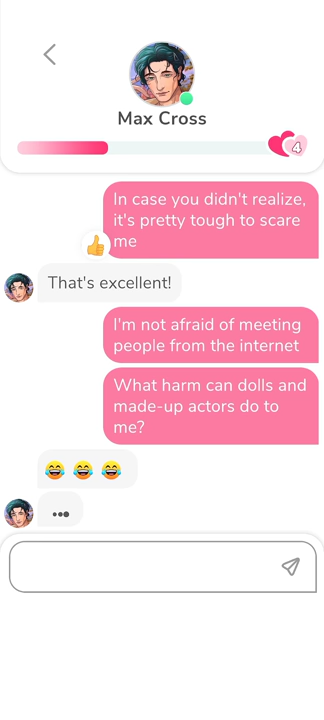 Max Cross
4
In case you didn't realize,
it's pretty tough to scare
me
That's excellent!
I'm not afraid of meeting
people from the internet
What harm can dolls and
made-up actors do to
me?